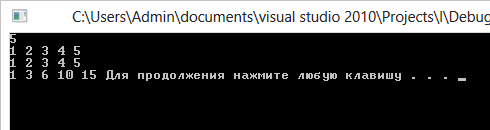 C:\Users\Admin\documents\visual studio 2010\Projects\l\Debug
5
1 2 3 4 5
1 2 3 4 5
1 3 6 10 15 Для продолжения нажмите любую клавишу . . . _